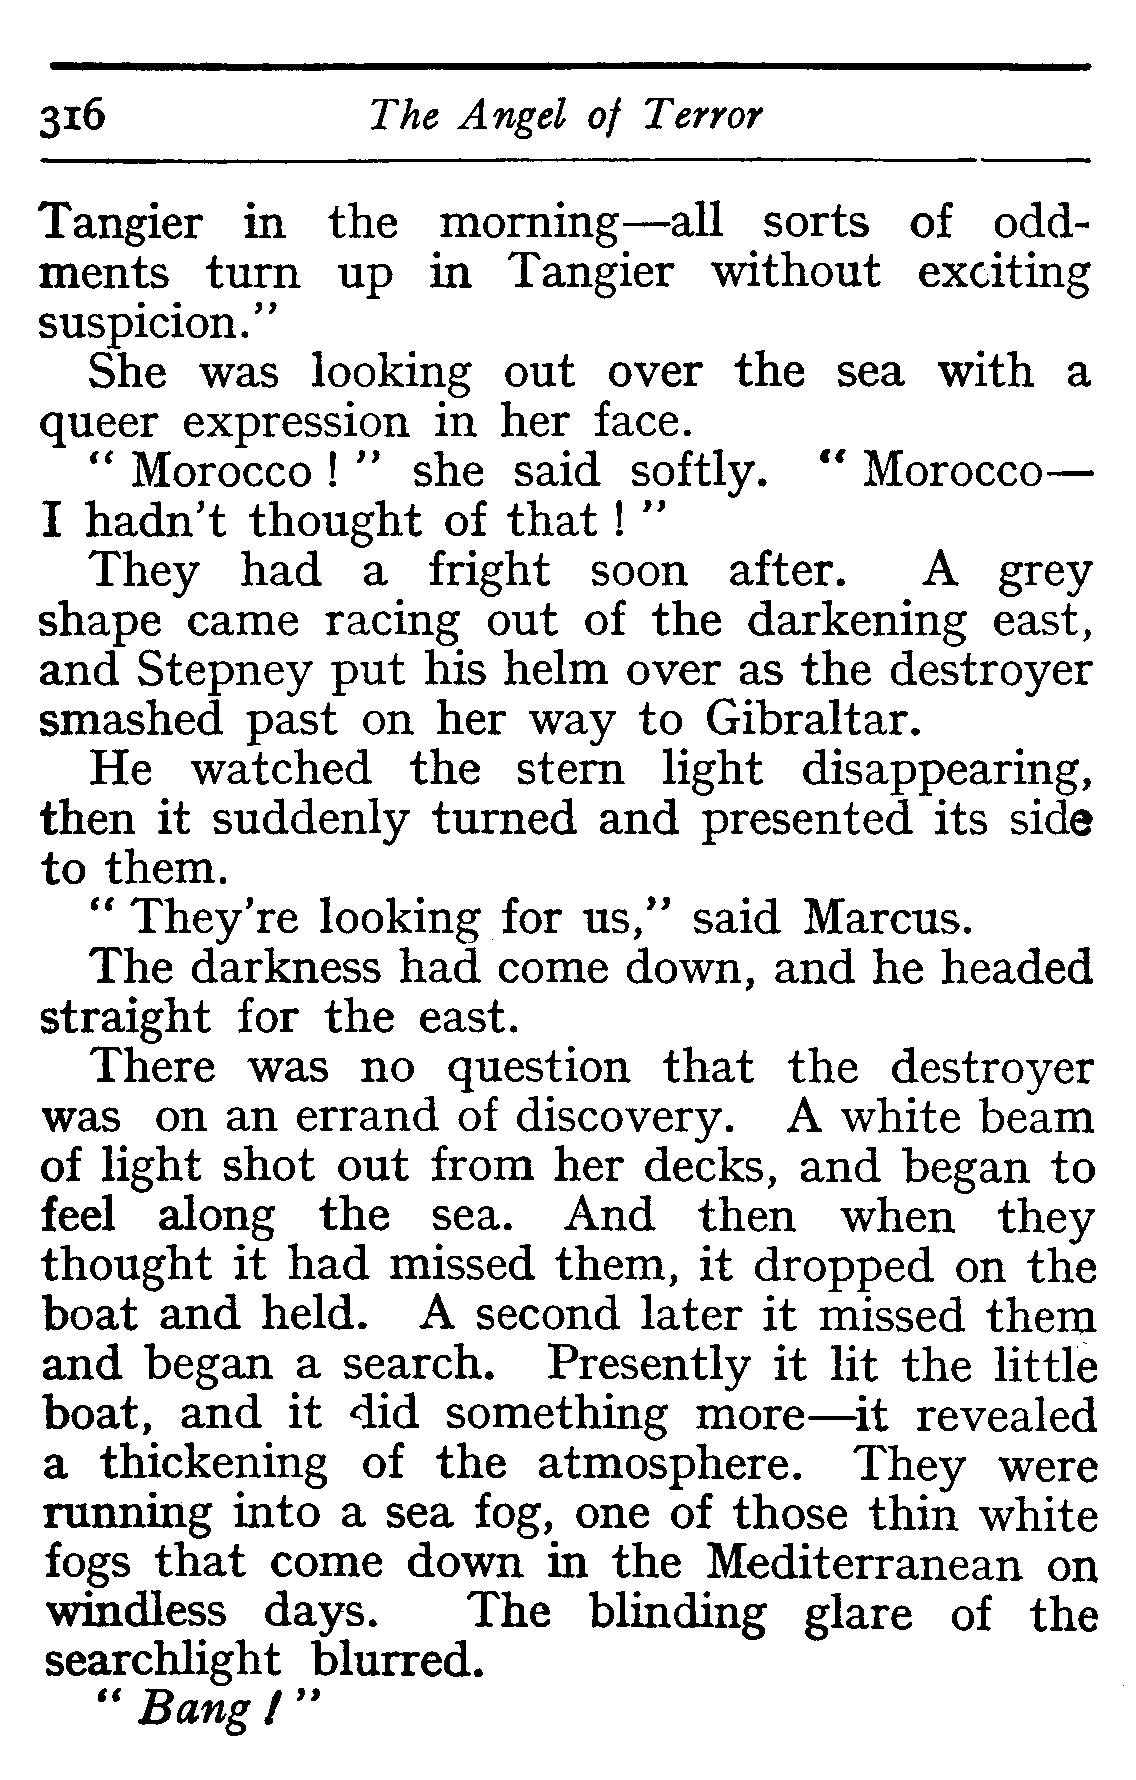 316 The Angel of Terror
Tangier in the morning—all sorts of odd-
ments turn up in Tangier without exciting
suspicion."
She was looking out over the sea with a
queer expression in her face.
" Morocco ! " she said softly. " Morocco—
I hadn't thought of that ! "
They had a fright soon after. A grey
shape came racing out of the darkening east,
and Stepney put his helm over as the destroyer
smashed past on her way to Gibraltar.
He watched the stern light disappearing,
then it suddenly turned and presented its side
to them.
" They're looking for us," said Marcus.
The darkness had come down, and he headed
straight for the east.
There was no question that the destroyer
was on an errand of discovery. A white beam
of light shot out from her decks, and began to
feel along the sea. And then when they
thought it had missed them, it dropped on the
boat and held. A second later it missed them
and began a search. Presently it lit the little
boat, and it did something more—it revealed
a thickening of the atmosphere. They were
running into a sea fog, one of those thin white
fogs that come down in the Mediterranean on
windless days. The blinding glare of the
searchlight blurred.
" Bang ! "